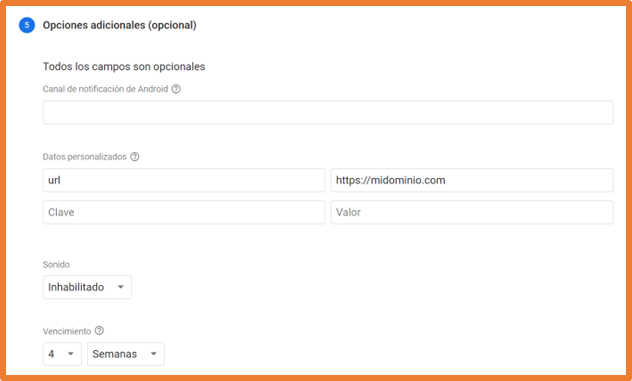 5 Opciones adicionales (opcional)
Todos los campos son opcionales
Canal de notificación de Android ?
Datos personalizados ?
url https://midominio.com
Clave Valor
Sonido
Inhabilitado
Vencimiento ?
4 Semanas